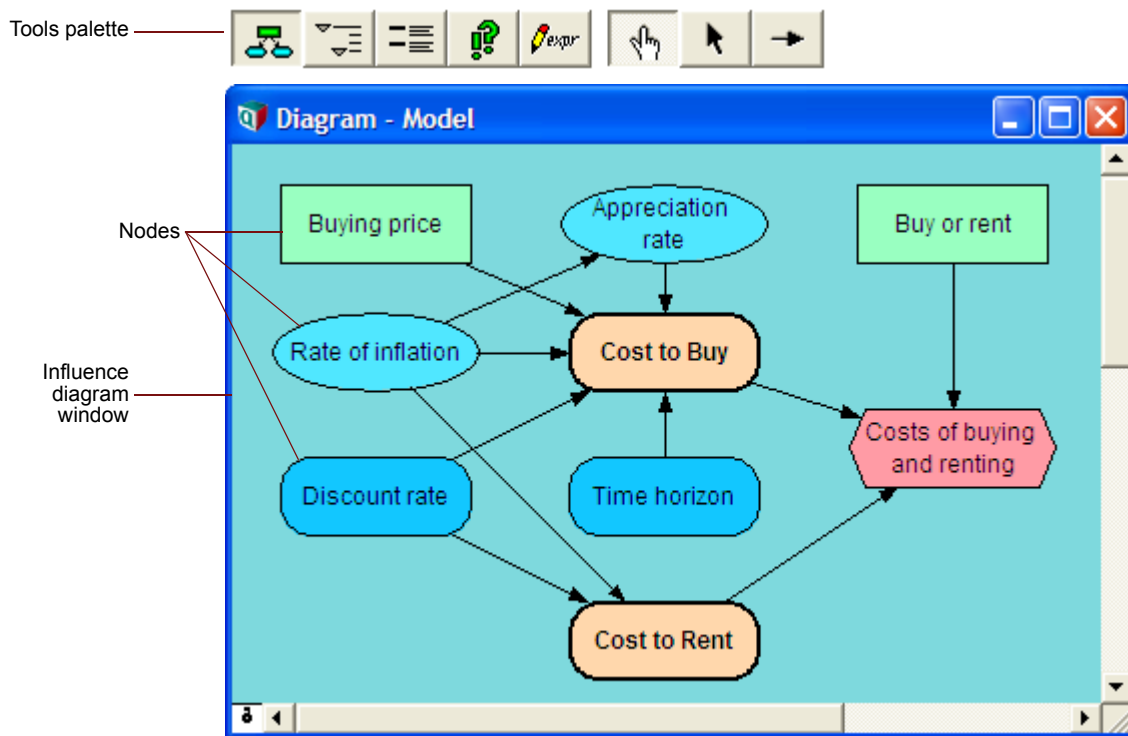 Tools palette
expr
Diagram - Model
Nodes
Buying price
Appreciation
rate
Buy or rent
Rate of inflation
Cost to Buy
Influence
diagram
window
Costs of buying
and renting
Discount rate
Time horizon
Cost to Rent